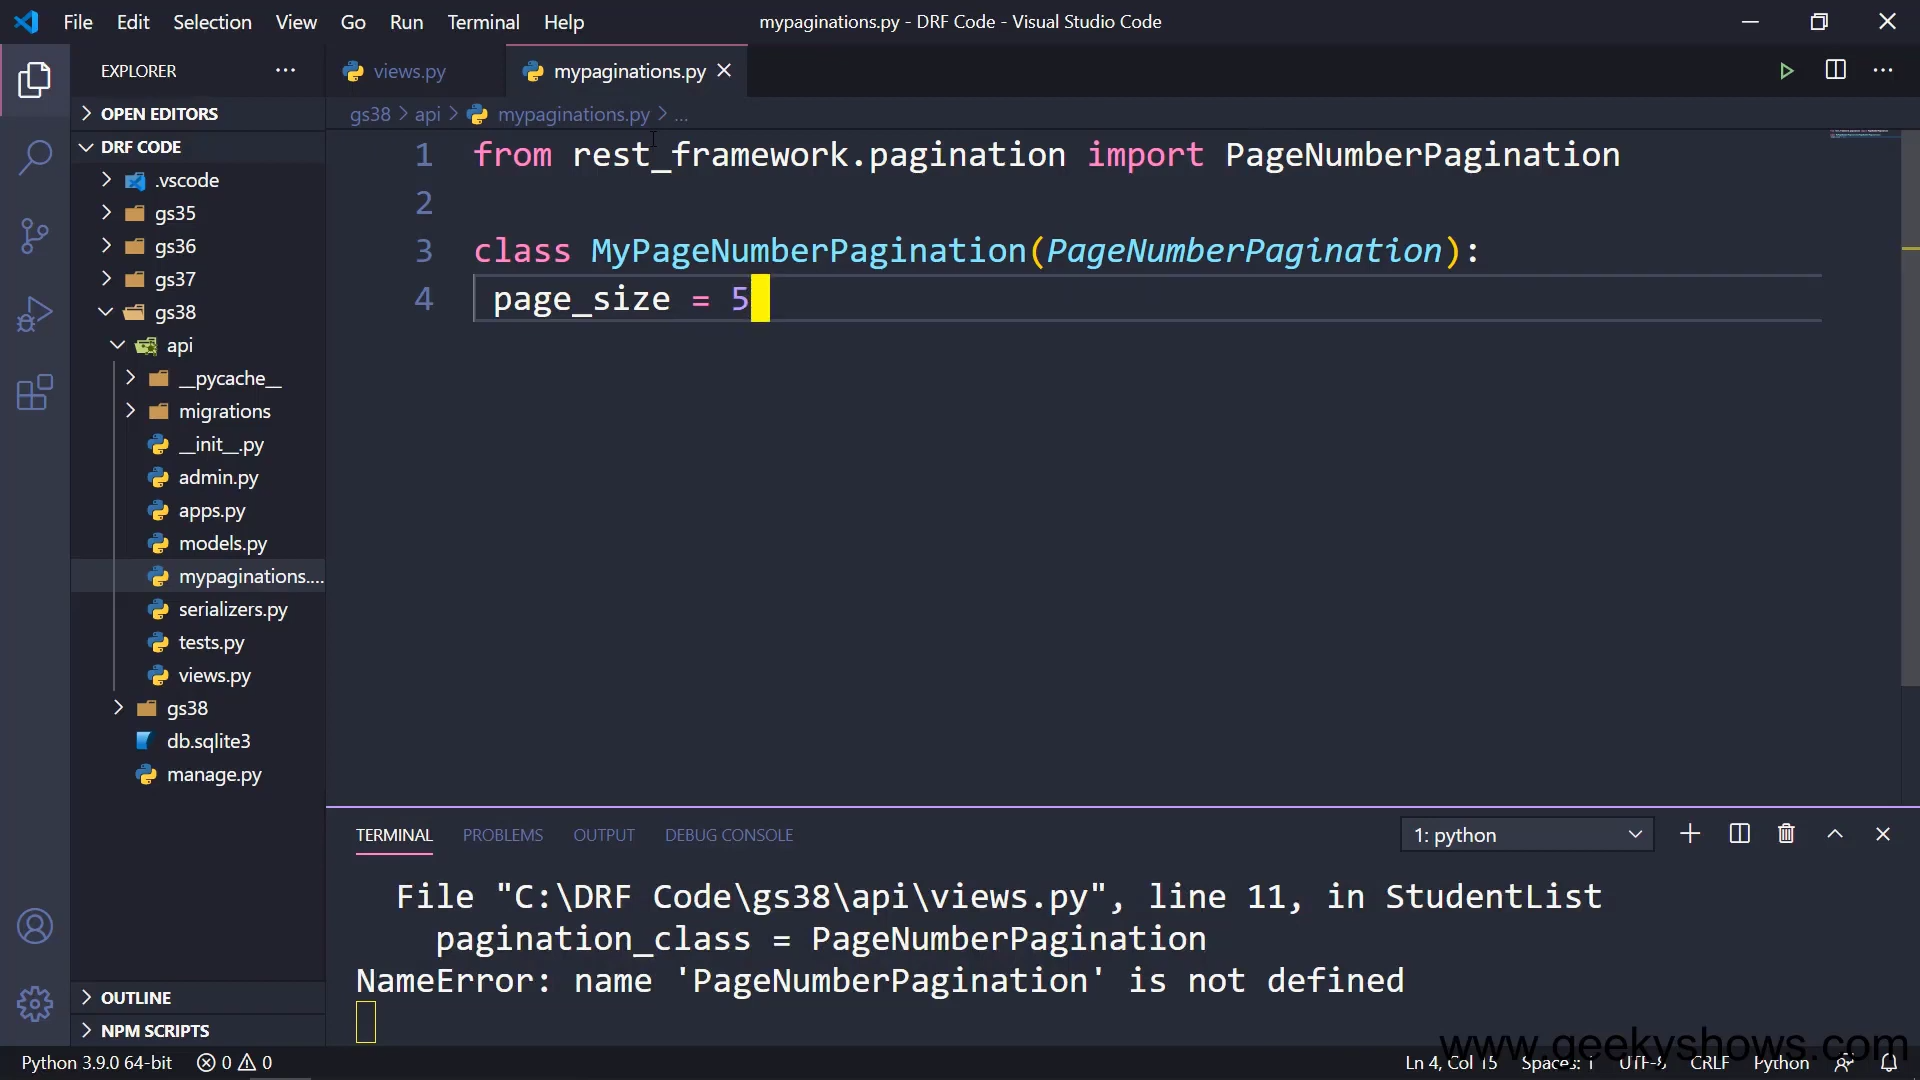 File Edit Selection View Go Run Terminal Help
mypaginations.py - DRF Code - Visual Studio Code
EXPLORER
views.py
mypaginations.py
OPEN EDITORS
gs38 > api > mypaginations.py > ...
DRF CODE
.vscode
gs35
gs36
gs37
gs38
api
__pycache__
migrations
__init__.py
admin.py
apps.py
models.py
mypaginations....
serializers.py
tests.py
views.py
gs38
db.sqlite3
manage.py
OUTLINE
NPM SCRIPTS
1 from rest_framework.pagination import PageNumberPagination
2
3 class MyPageNumberPagination(PageNumberPagination):
4 page_size = 5
TERMINAL PROBLEMS OUTPUT DEBUG CONSOLE
1: python
File "C:\DRF Code\gs38\api\views.py", line 11, in StudentList
pagination_class = PageNumberPagination
NameError: name 'PageNumberPagination' is not defined
www.geekyshows.com
Python 3.9.0 64-bit 0 0
Ln 4, Col 15 Spaces: 1 UTF-8 CRLF Python